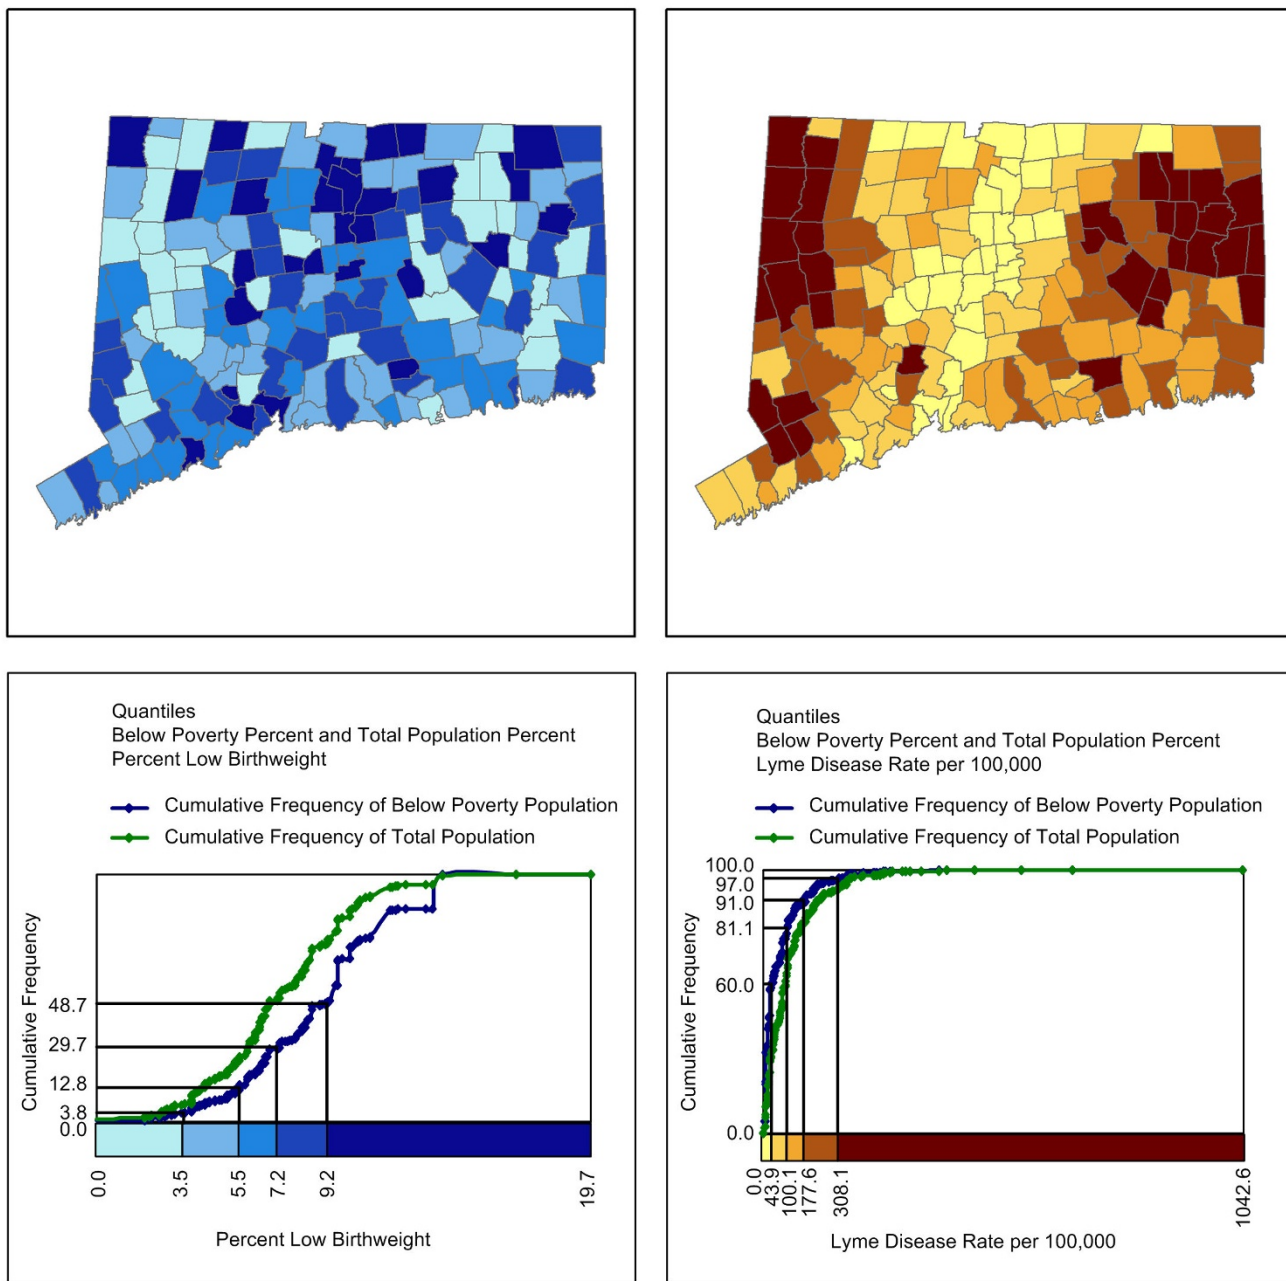 Quantiles
Below Poverty Percent and Total Population Percent
Percent Low Birthweight
Cumulative Frequency of Below Poverty Population
Cumulative Frequency of Total Population
Cumulative Frequency
48.7
29.7
12.8
3.8
0.0
0.0
3.5
5.5
7.2
9.2
19.7
Percent Low Birthweight
Quantiles
Below Poverty Percent and Total Population Percent
Lyme Disease Rate per 100,000
Cumulative Frequency of Below Poverty Population
Cumulative Frequency of Total Population
Cumulative Frequency
100.0
97.0
91.0
81.1
60.0
0.0
0.0
43.9
100.1
177.6
308.1
1042.6
Lyme Disease Rate per 100,000